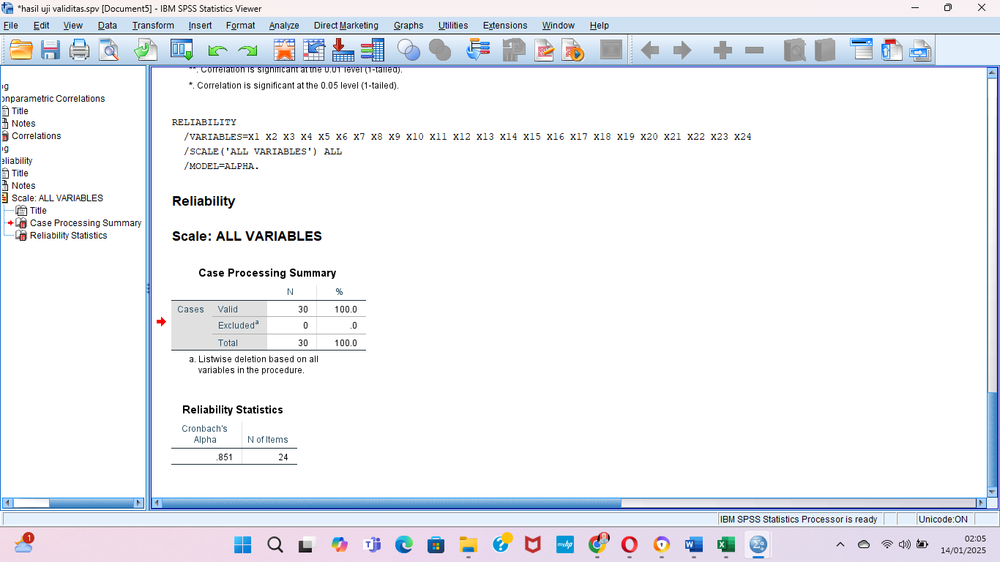 *hasil uji validitas.spv [Document5] - IBM SPSS Statistics Viewer
File Edit View Data Transform Insert Format Analyze Direct Marketing Graphs Utilities Extensions Window Help
og
onparametric Correlations
Title
Notes
Correlations
og
eliability
Title
Notes
Scale: ALL VARIABLES
Title
Case Processing Summary
Reliability Statistics
**. Correlation is significant at the 0.01 level (1-tailed).
*. Correlation is significant at the 0.05 level (1-tailed).
RELIABILITY
/VARIABLES=X1 X2 X3 X4 X5 X6 X7 X8 X9 X10 X11 X12 X13 X14 X15 X16 X17 X18 X19 X20 X21 X22 X23 X24
/SCALE('ALL VARIABLES') ALL
/MODEL=ALPHA.
Reliability
Scale: ALL VARIABLES
Case Processing Summary
N %
Cases Valid 30 100.0
Excludeda 0 .0
Total 30 100.0
a. Listwise deletion based on all
variables in the procedure.
Reliability Statistics
Cronbach's
Alpha N of Items
.851 24
IBM SPSS Statistics Processor is ready Unicode:ON
1
myhp
02:05
14/01/2025